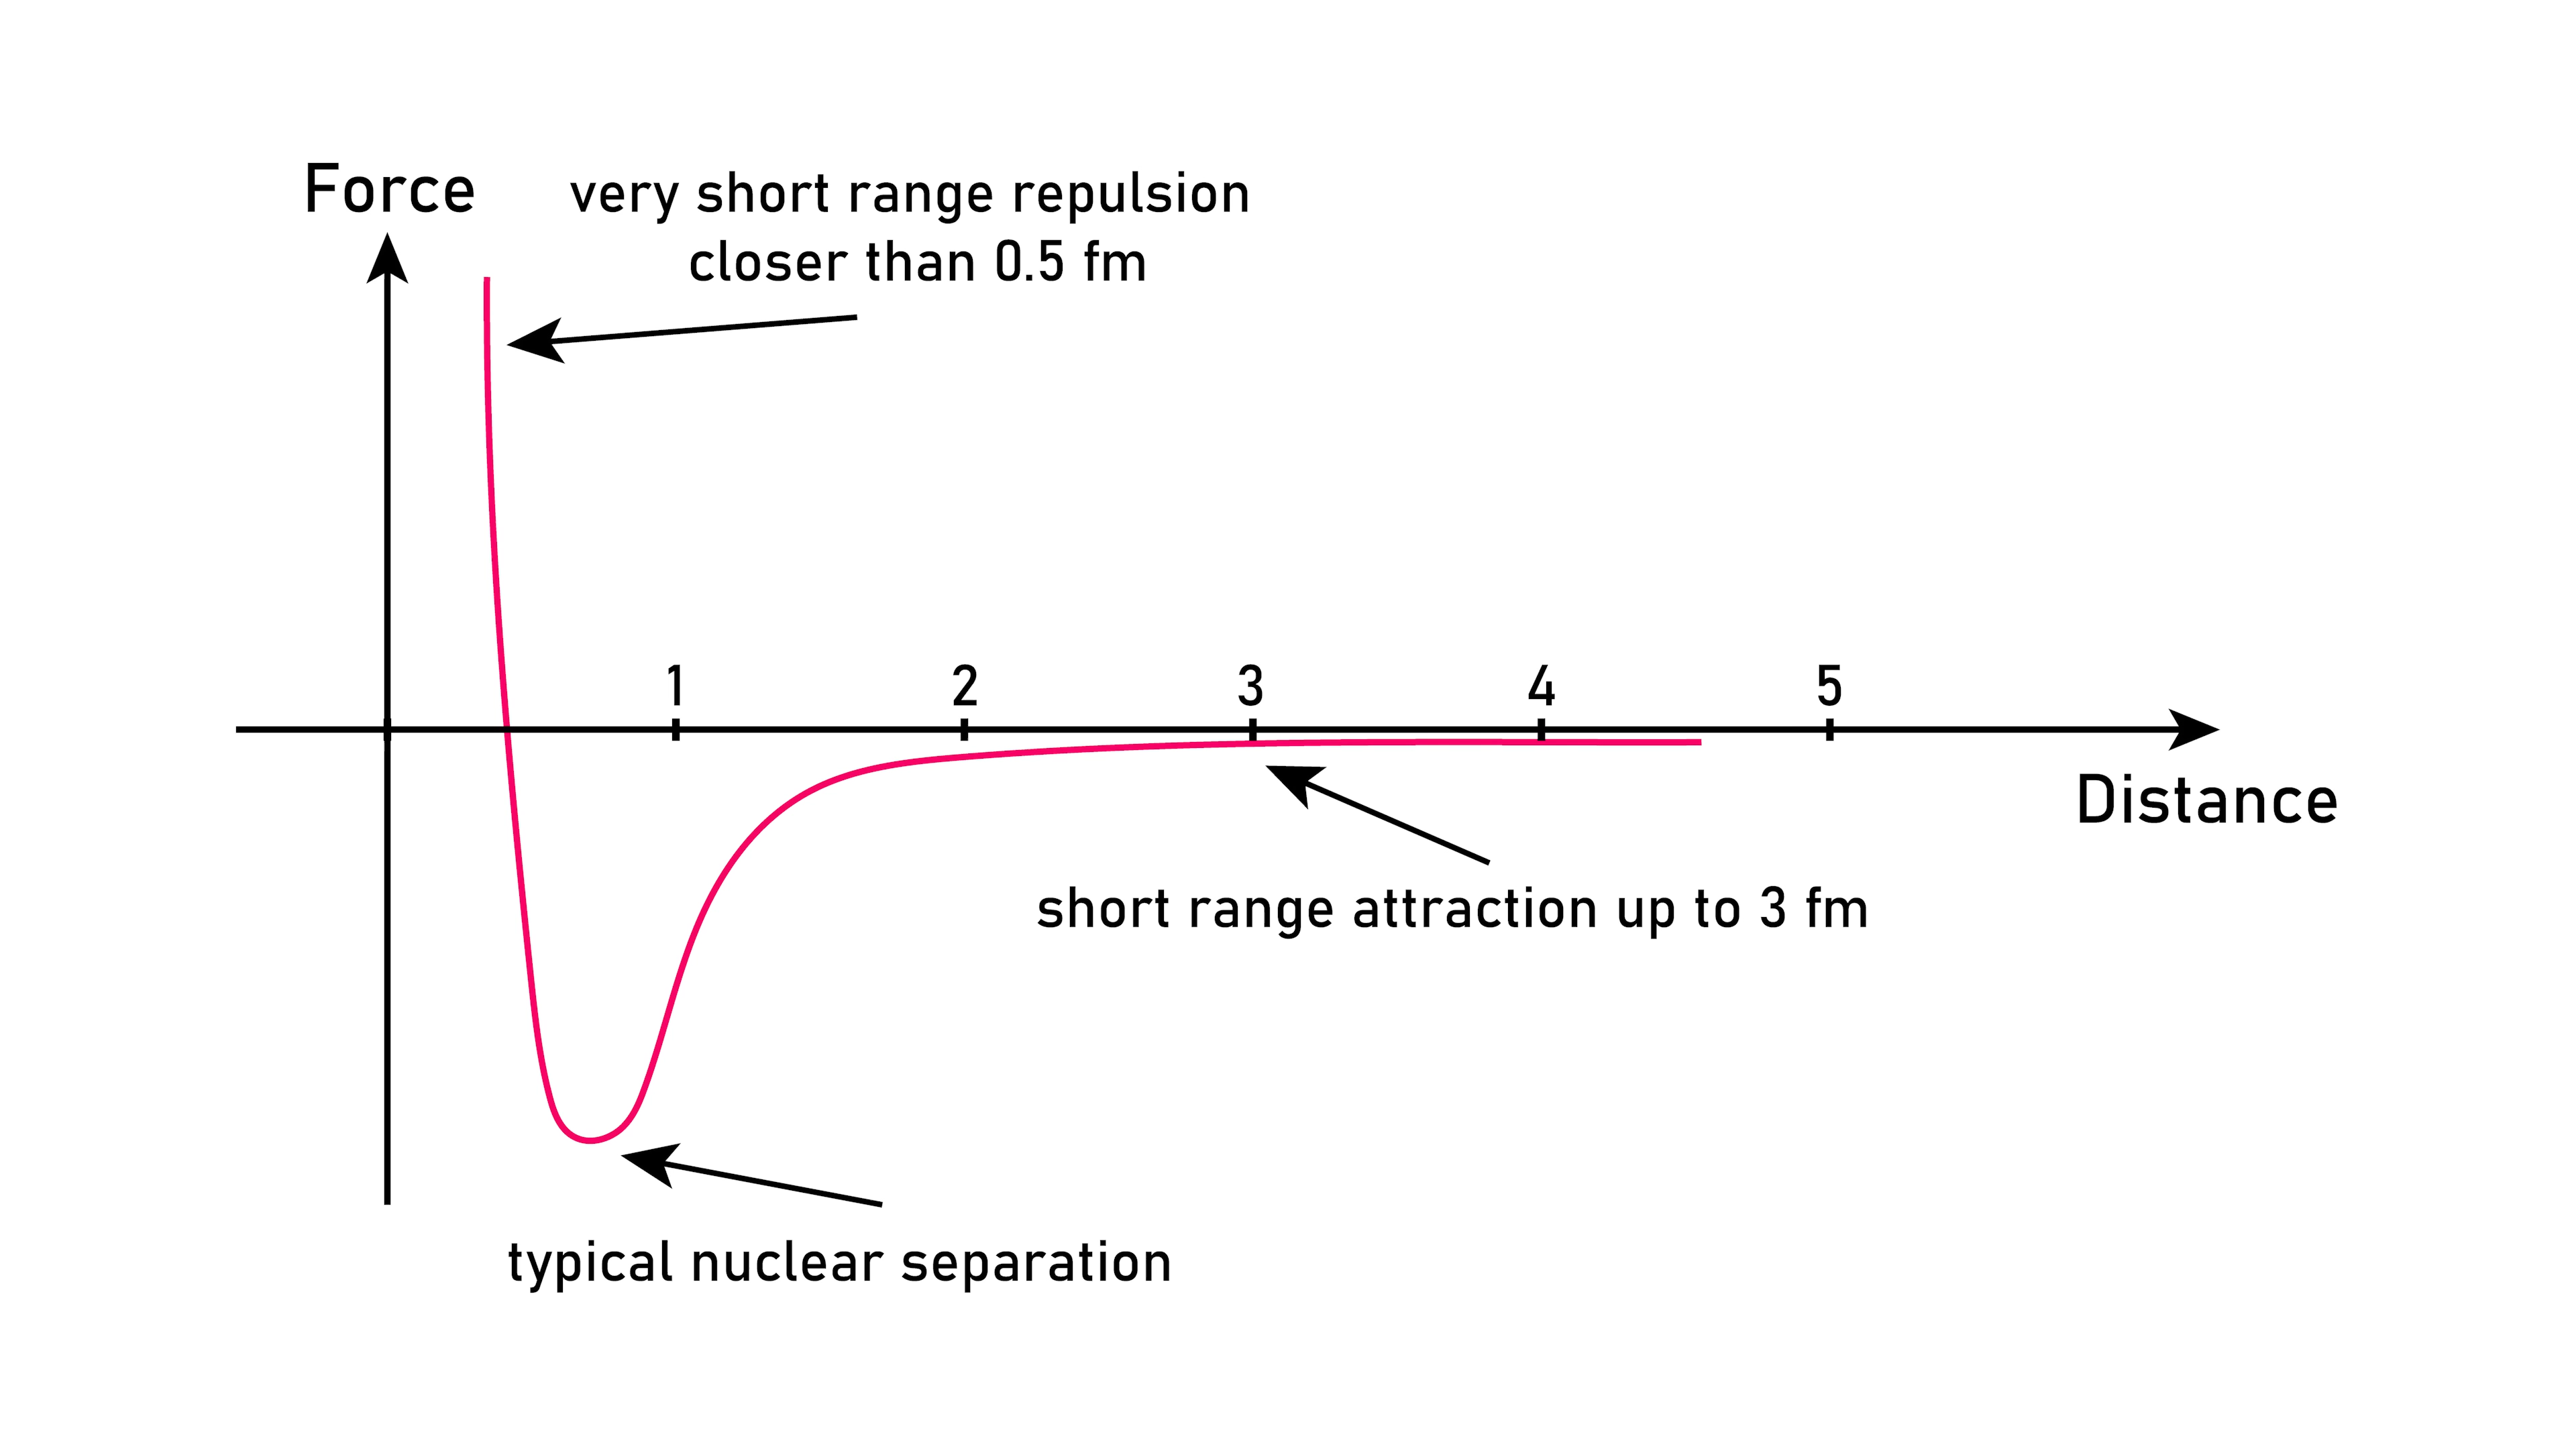 Force
very short range repulsion
closer than 0.5 fm
1 2 3 4 5
Distance
short range attraction up to 3 fm
typical nuclear separation